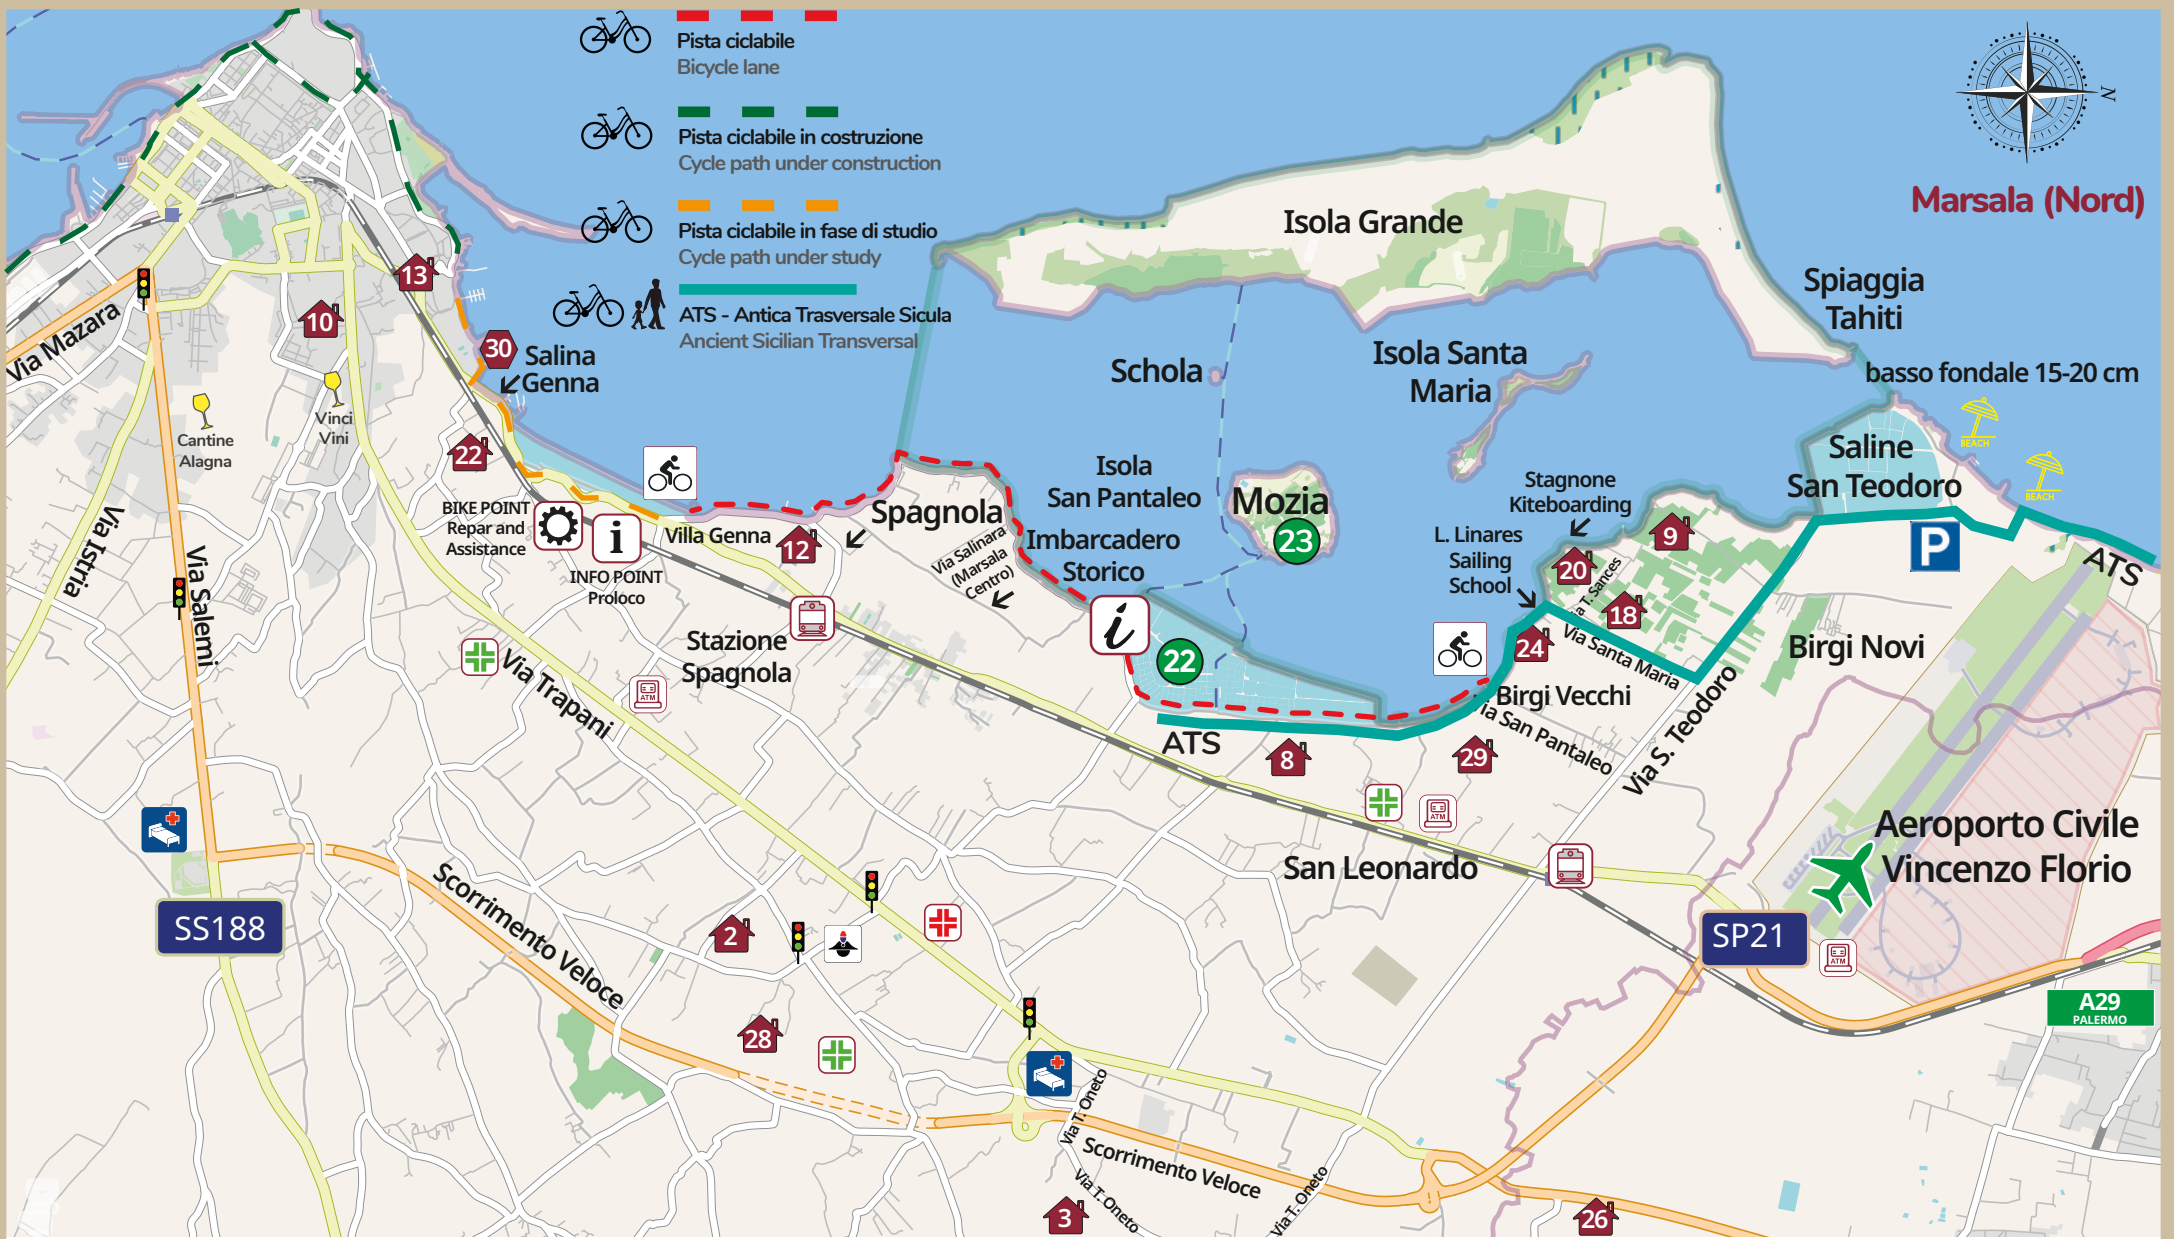 Pista ciclabile
Bicycle lane
Pista ciclabile in costruzione
Cycle path under construction
Pista ciclabile in fase di studio
Cycle path under study
ATS - Antica Trasversale Sicula
Ancient Sicilian Transversal
N
Marsala (Nord)
Isola Grande
Spiaggia
Tahiti
basso fondale 15-20 cm
Schola
Isola Santa
Maria
BEACH
BEACH
Saline
San Teodoro
P
ATS
13
10
Via Mazara
30
Salina
Genna
Cantine
Alagna
Vinci
Vini
22
BIKE POINT
Repar and
Assistance
i
INFO POINT
Proloco
Villa Genna
12
Spagnola
Via Salinara
(Marsala
Centro)
Isola
San Pantaleo
Mozia
23
Imbarcadero
Storico
i
22
Stagnone
Kiteboarding
L. Linares
Sailing
School
9
20
18
24
Via Santa Maria
Birgi Vecchi
Via San Pantaleo
Via S. Teodoro
Birgi Novi
ATS
8
29
Via Istria
Via Salemi
Via Trapani
ATM
Stazione
Spagnola
ATM
San Leonardo
Aeroporto Civile
Vincenzo Florio
SP21
ATM
A29
PALERMO
SS188
Scorrimento Veloce
2
28
Via T. Oneto
Scorrimento Veloce
Via T. Oneto
Via T. Oneto
3
26